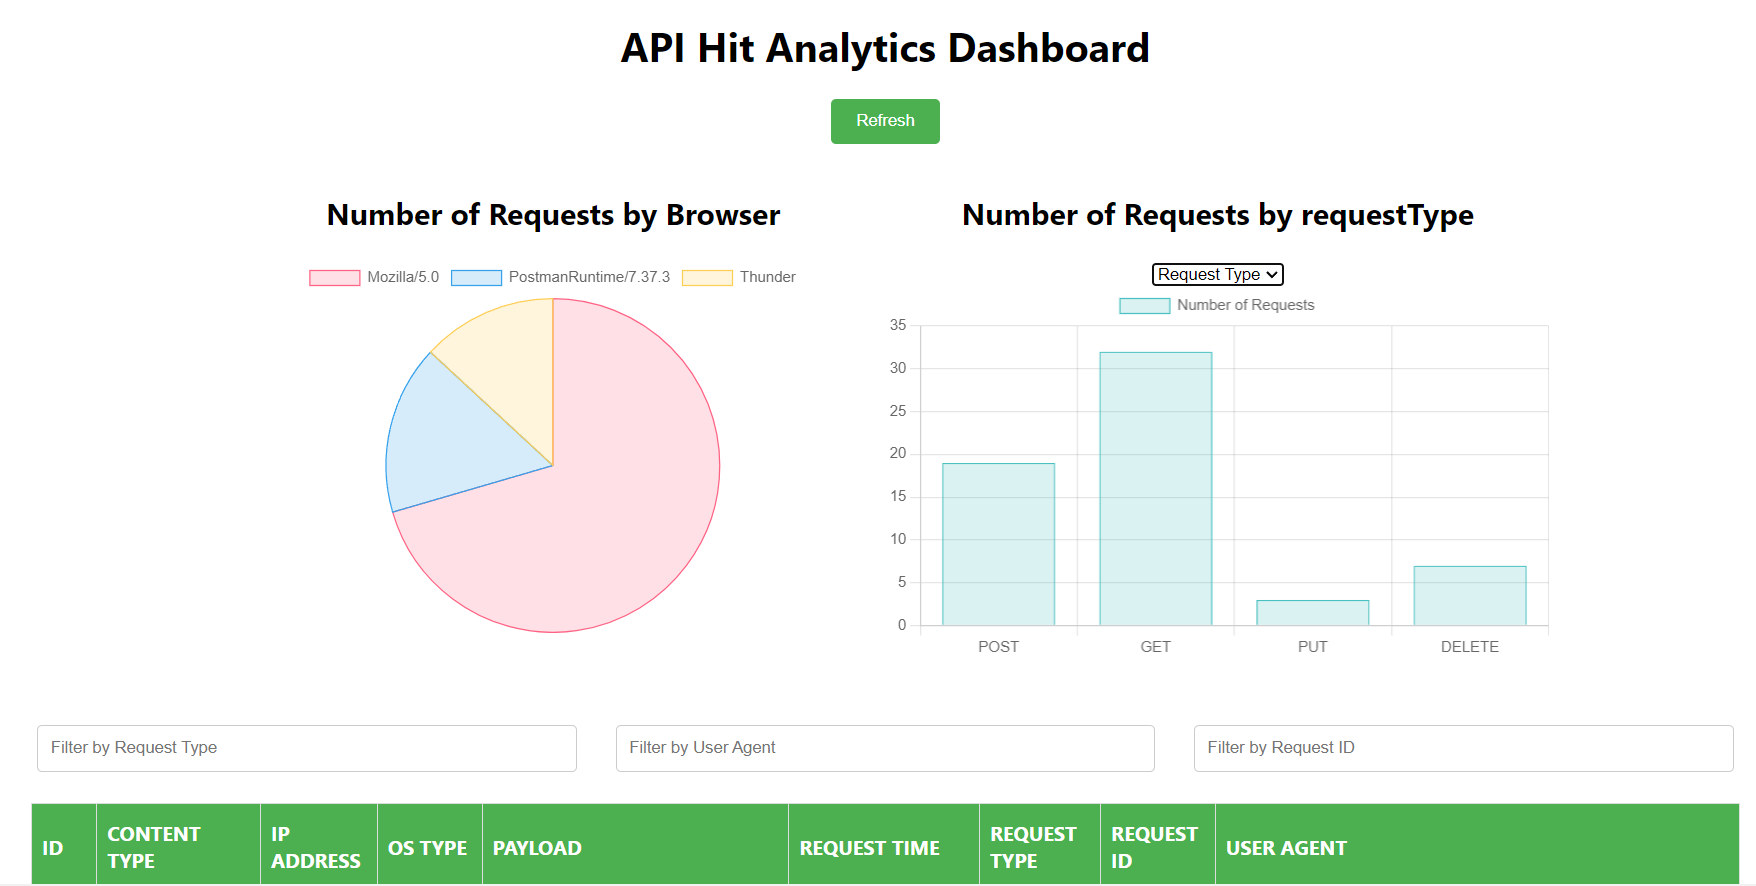 API Hit Analytics Dashboard
Refresh
Number of Requests by Browser
Mozilla/5.0 PostmanRuntime/7.37.3 Thunder
Number of Requests by requestType
Request Type
Number of Requests
35
30
25
20
15
10
5
0
POST GET PUT DELETE
Filter by Request Type Filter by User Agent Filter by Request ID
ID CONTENT TYPE IP ADDRESS OS TYPE PAYLOAD REQUEST TIME REQUEST TYPE REQUEST ID USER AGENT